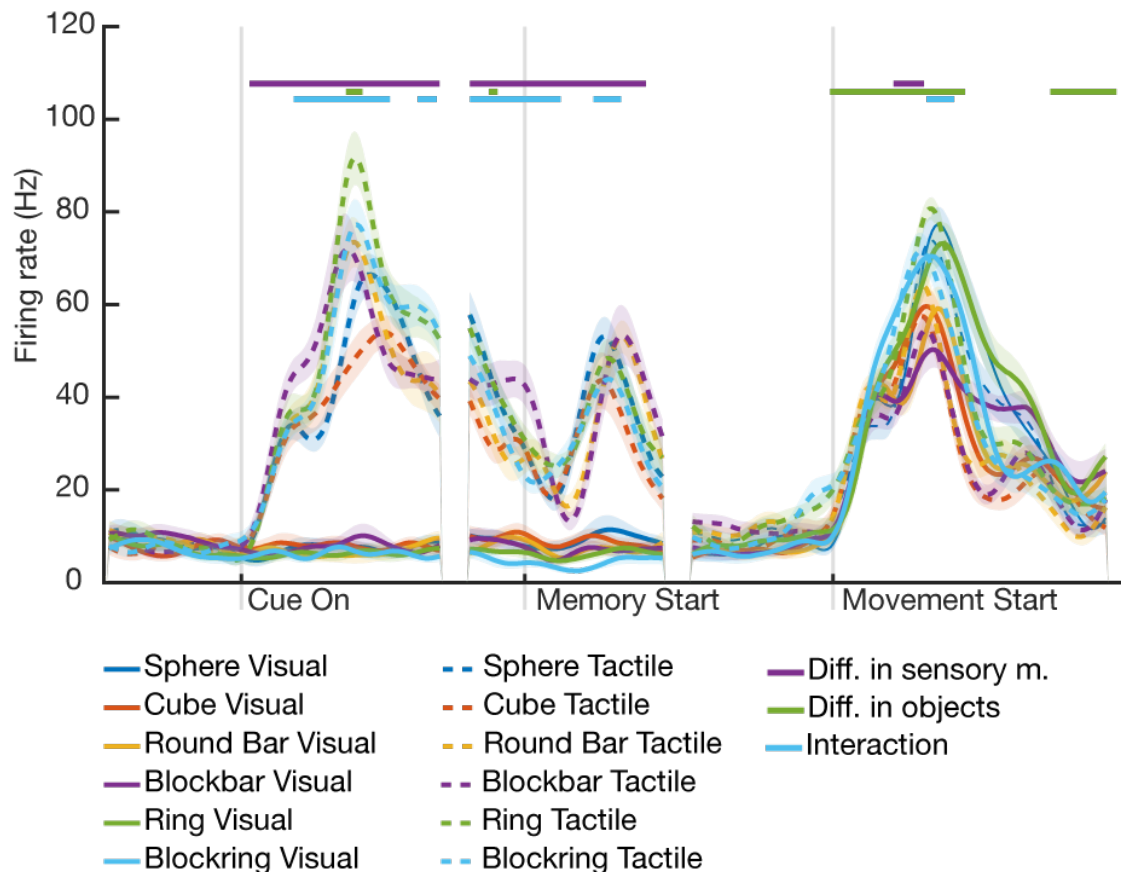 120
100
80
60
40
20
0
Firing rate (Hz)
Cue On
Memory Start
Movement Start
Sphere Visual
Sphere Tactile
Diff. in sensory m.
Cube Visual
Cube Tactile
Diff. in objects
Round Bar Visual
Round Bar Tactile
Interaction
Blockbar Visual
Blockbar Tactile
Ring Visual
Ring Tactile
Blockring Visual
Blockring Tactile